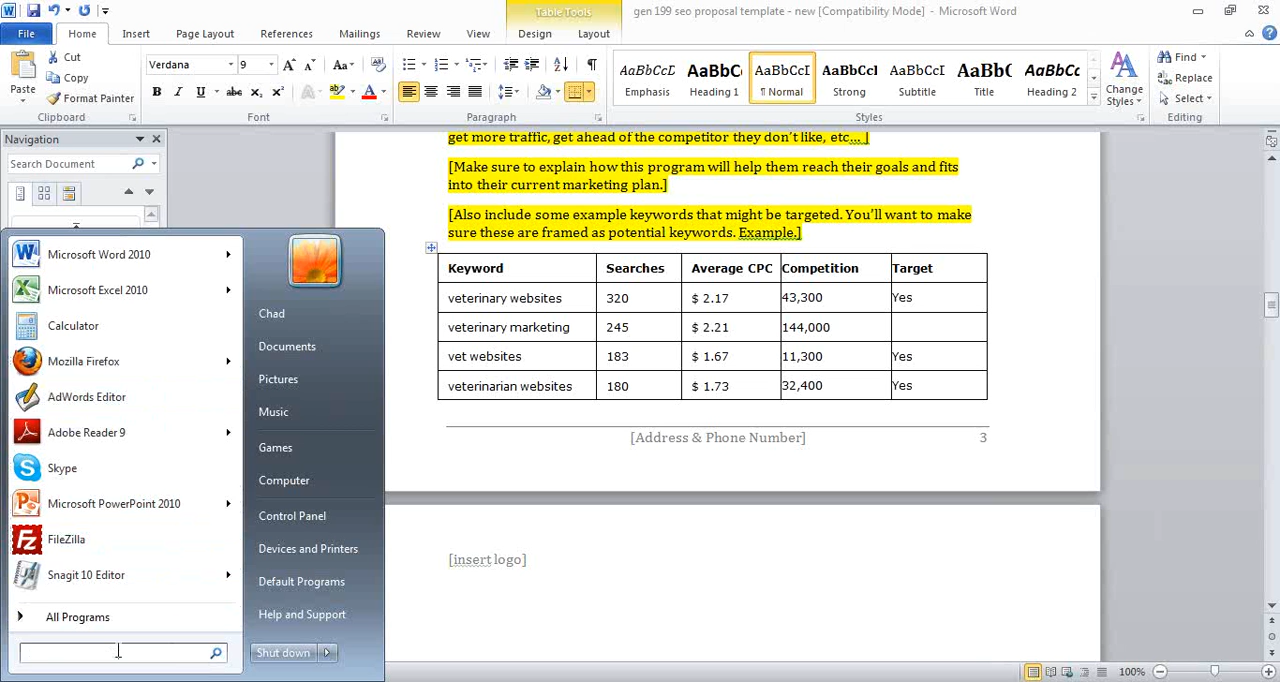 Table Tools
gen 199 seo proposal template - new [Compatibility Mode] - Microsoft Word
File
Home
Insert
Page Layout
References
Mailings
Review
View
Design
Layout
Paste
Cut
Copy
Format Painter
Clipboard
Verdana
9
Font
Paragraph
AaBbCcD
Emphasis
AaBbC
Heading 1
AaBbCcI
¶ Normal
AaBbCcI
Strong
AaBbCcI
Subtitle
AaBb(
Title
AaBbCc
Heading 2
Change
Styles
Styles
Find
Replace
Select
Editing
Navigation
Search Document
get more traffic, get ahead of the competitor they don't like, etc... ]
[Make sure to explain how this program will help them reach their goals and fits
into their current marketing plan.]
[Also include some example keywords that might be targeted. You'll want to make
sure these are framed as potential keywords. Example.]
Keyword Searches Average CPC Competition Target
veterinary websites 320 $ 2.17 43,300 Yes
veterinary marketing 245 $ 2.21 144,000
vet websites 183 $ 1.67 11,300 Yes
veterinarian websites 180 $ 1.73 32,400 Yes
[Address & Phone Number] 3
[insert logo]
Microsoft Word 2010
Microsoft Excel 2010
Calculator
Mozilla Firefox
AdWords Editor
Adobe Reader 9
Skype
Microsoft PowerPoint 2010
FileZilla
Snagit 10 Editor
All Programs
Chad
Documents
Pictures
Music
Games
Computer
Control Panel
Devices and Printers
Default Programs
Help and Support
Shut down
100%